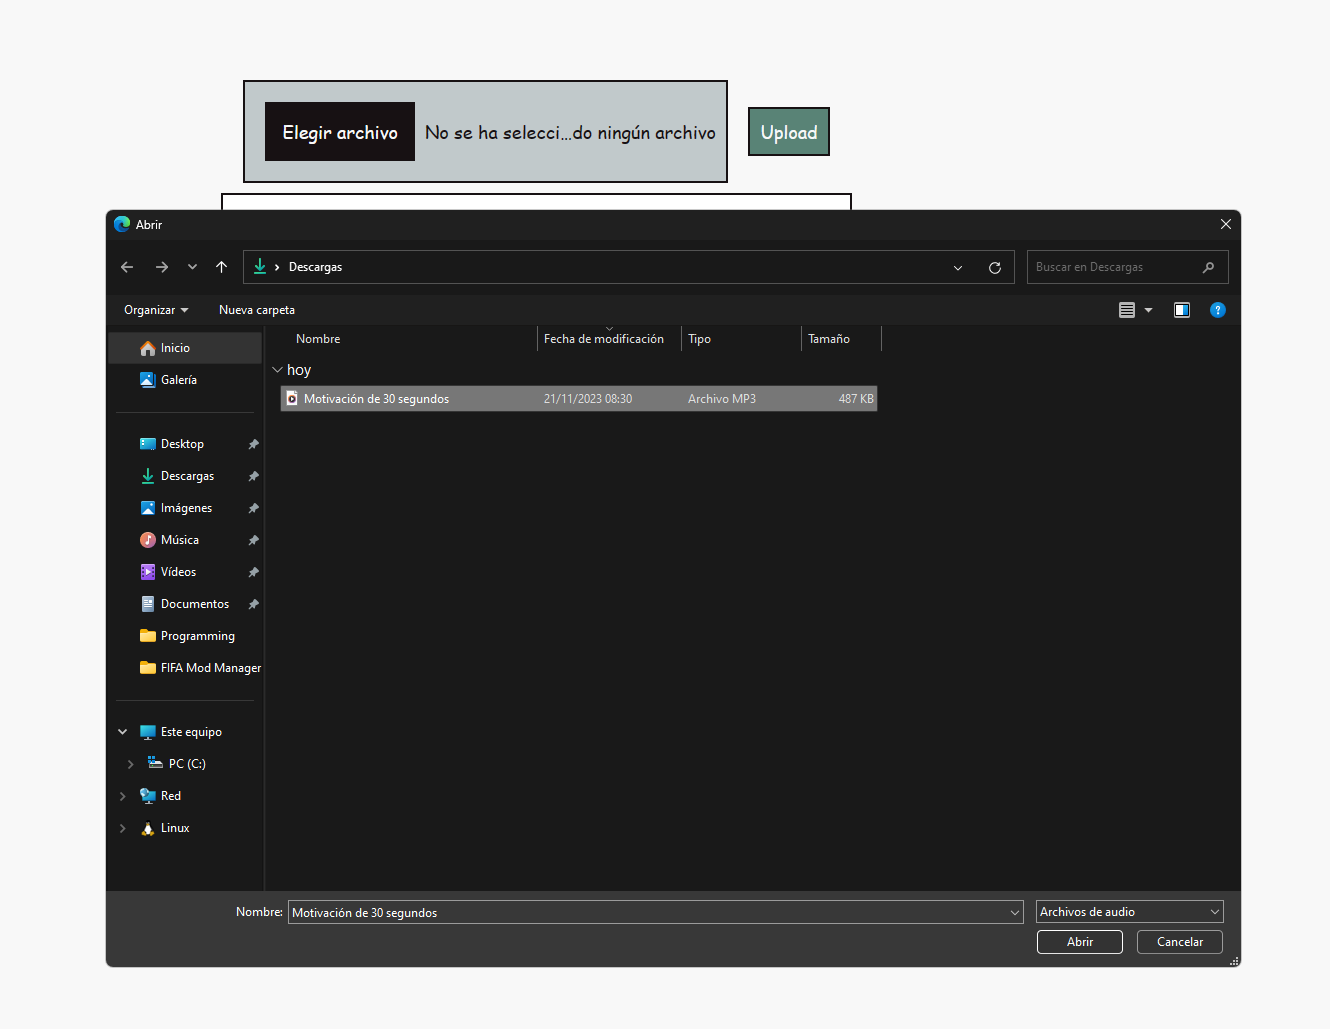 Elegir archivo No se ha selecci...do ningún archivo Upload
Abrir
Descargas
Buscar en Descargas
Organizar
Nueva carpeta
?
Nombre Fecha de modificación Tipo Tamaño
Inicio
hoy
Galería
Motivación de 30 segundos 21/11/2023 08:30 Archivo MP3 487 KB
Desktop
Descargas
Imágenes
Música
Vídeos
Documentos
Programming
FIFA Mod Manager
Este equipo
PC (C:)
Red
Linux
Nombre: Motivación de 30 segundos Archivos de audio
Abrir Cancelar